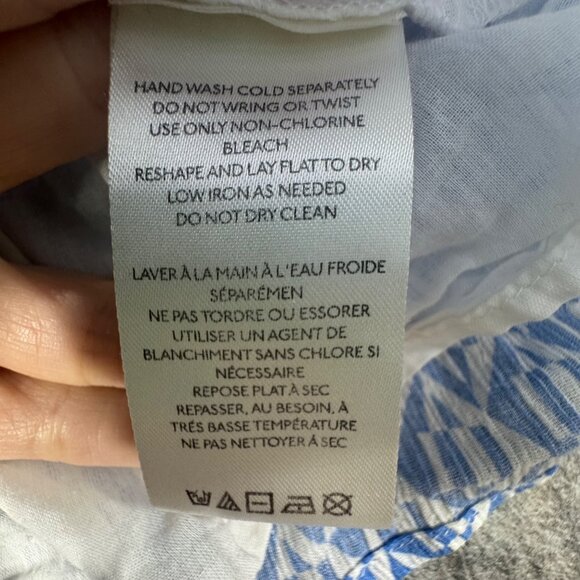 HAND WASH COLD SEPARATELY
DO NOT WRING OR TWIST
USE ONLY NON-CHLORINE
BLEACH
RESHAPE AND LAY FLAT TO DRY
LOW IRON AS NEEDED
DO NOT DRY CLEAN
LAVER À LA MAIN À L'EAU FROIDE
SÉPARÉMEN
NE PAS TORDRE OU ESSORER
UTILISER UN AGENT DE
BLANCHIMENT SANS CHLORE SI
NÉCESSAIRE
REPOSE PLAT À SEC
REPASSER, AU BESOIN, À
TRÉS BASSE TEMPÉRATURE
NE PAS NETTOYER À SEC